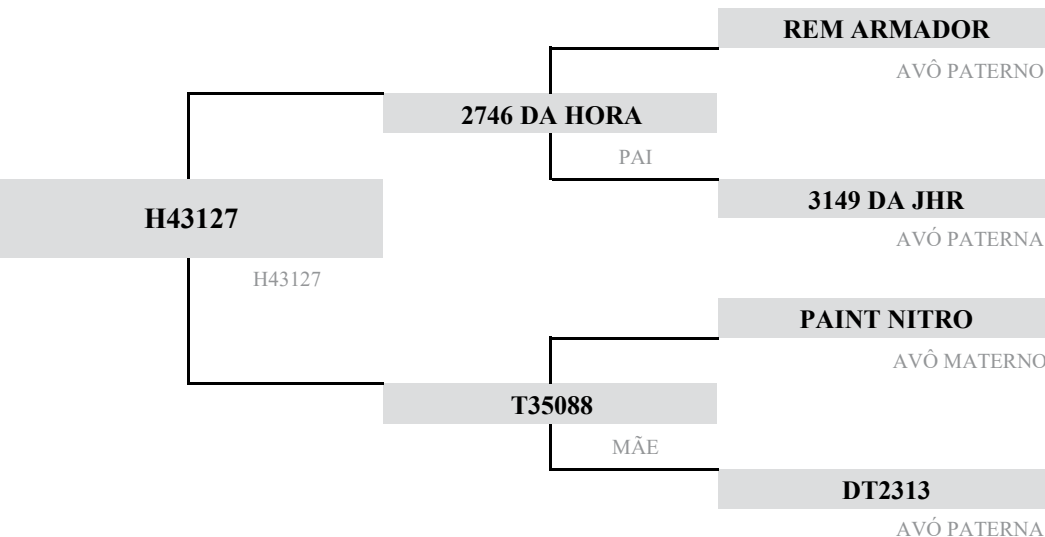 REM ARMADOR
AVÔ PATERNO
2746 DA HORA
PAI
3149 DA JHR
AVÓ PATERNA
H43127
H43127
PAINT NITRO
AVÔ MATERNO
T35088
MÃE
DT2313
AVÓ PATERNA